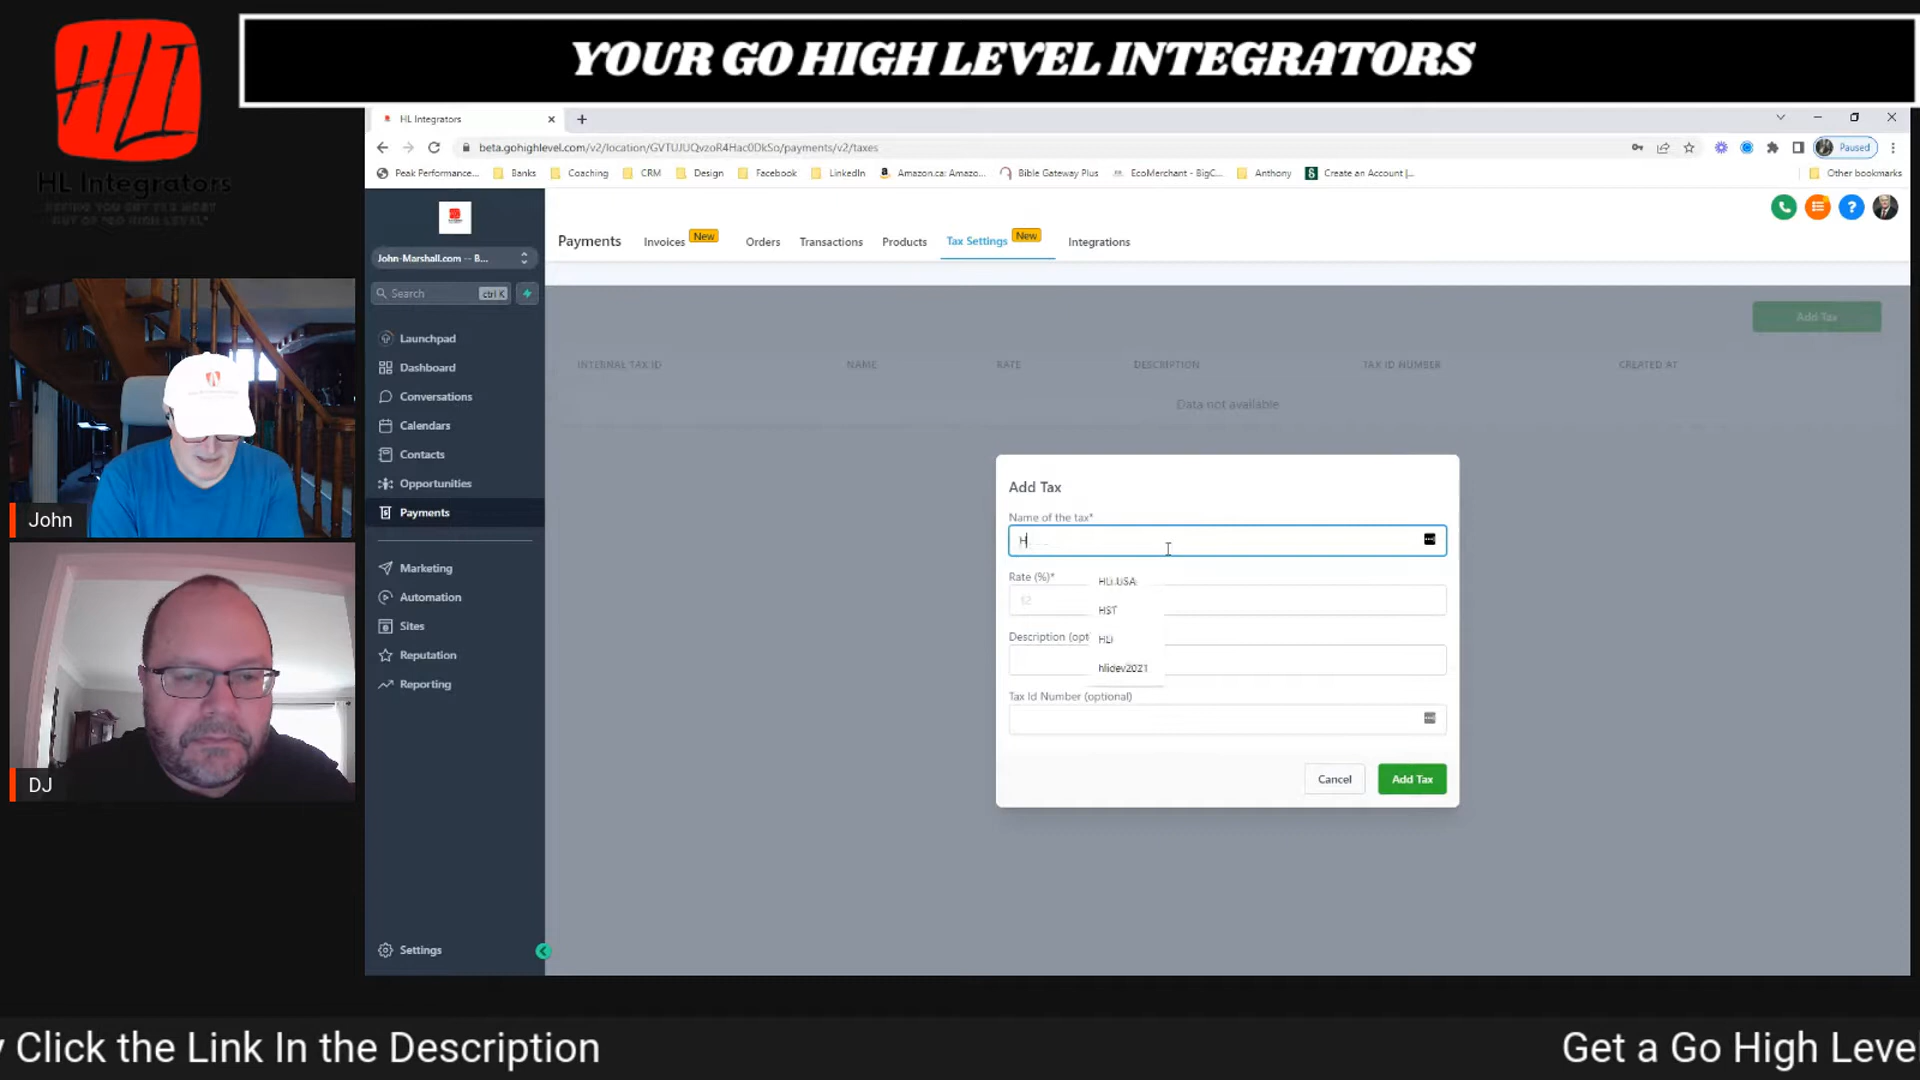 HLI
HL Integrators
YOUR GO HIGH LEVEL INTEGRATORS
HL Integrators
beta.gohighlevel.com/v2/location/GVTUJUQvzoR4Hac0DkSo/payments/v2/taxes
Paused
Peak Performance...
Banks
Coaching
CRM
Design
Facebook
LinkedIn
Amazon.ca: Amazo...
Bible Gateway Plus
EcoMerchant - BigC...
Anthony
Create an Account |...
Other bookmarks
John-Marshall.com -- B...
Search
ctrl K
Launchpad
Dashboard
Conversations
Calendars
Contacts
Opportunities
Payments
Marketing
Automation
Sites
Reputation
Reporting
Settings
Payments
Invoices
New
Orders
Transactions
Products
Tax Settings
New
Integrations
Add Tax
INTERNAL TAX ID
NAME
RATE
DESCRIPTION
TAX ID NUMBER
CREATED AT
Data not available
Add Tax
Name of the tax*
H
Rate (%)*
12
HLI USA
HST
HLI
hlidev2021
Description (opt
Tax Id Number (optional)
Cancel
Add Tax
John
DJ
y Click the Link In the Description
Get a Go High Leve